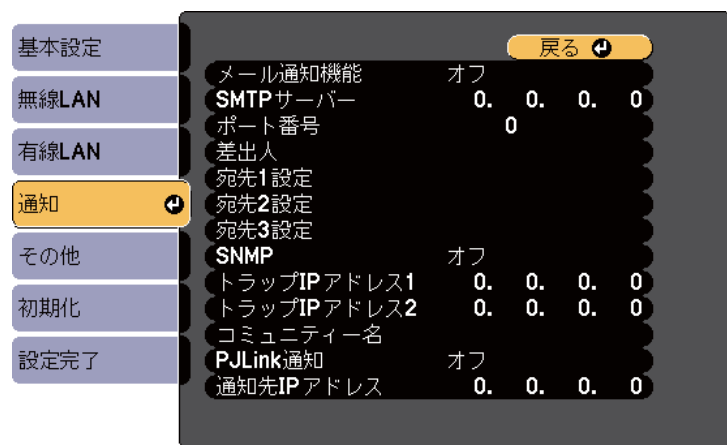 基本設定
無線LAN
有線LAN
通知
その他
初期化
設定完了
戻る
メール通知機能 オフ
SMTPサーバー 0. 0. 0. 0
ポート番号 0
差出人
宛先1設定
宛先2設定
宛先3設定
SNMP オフ
トラップIPアドレス1 0. 0. 0. 0
トラップIPアドレス2 0. 0. 0. 0
コミュニティー名
PJLink通知 オフ
通知先IPアドレス 0. 0. 0. 0